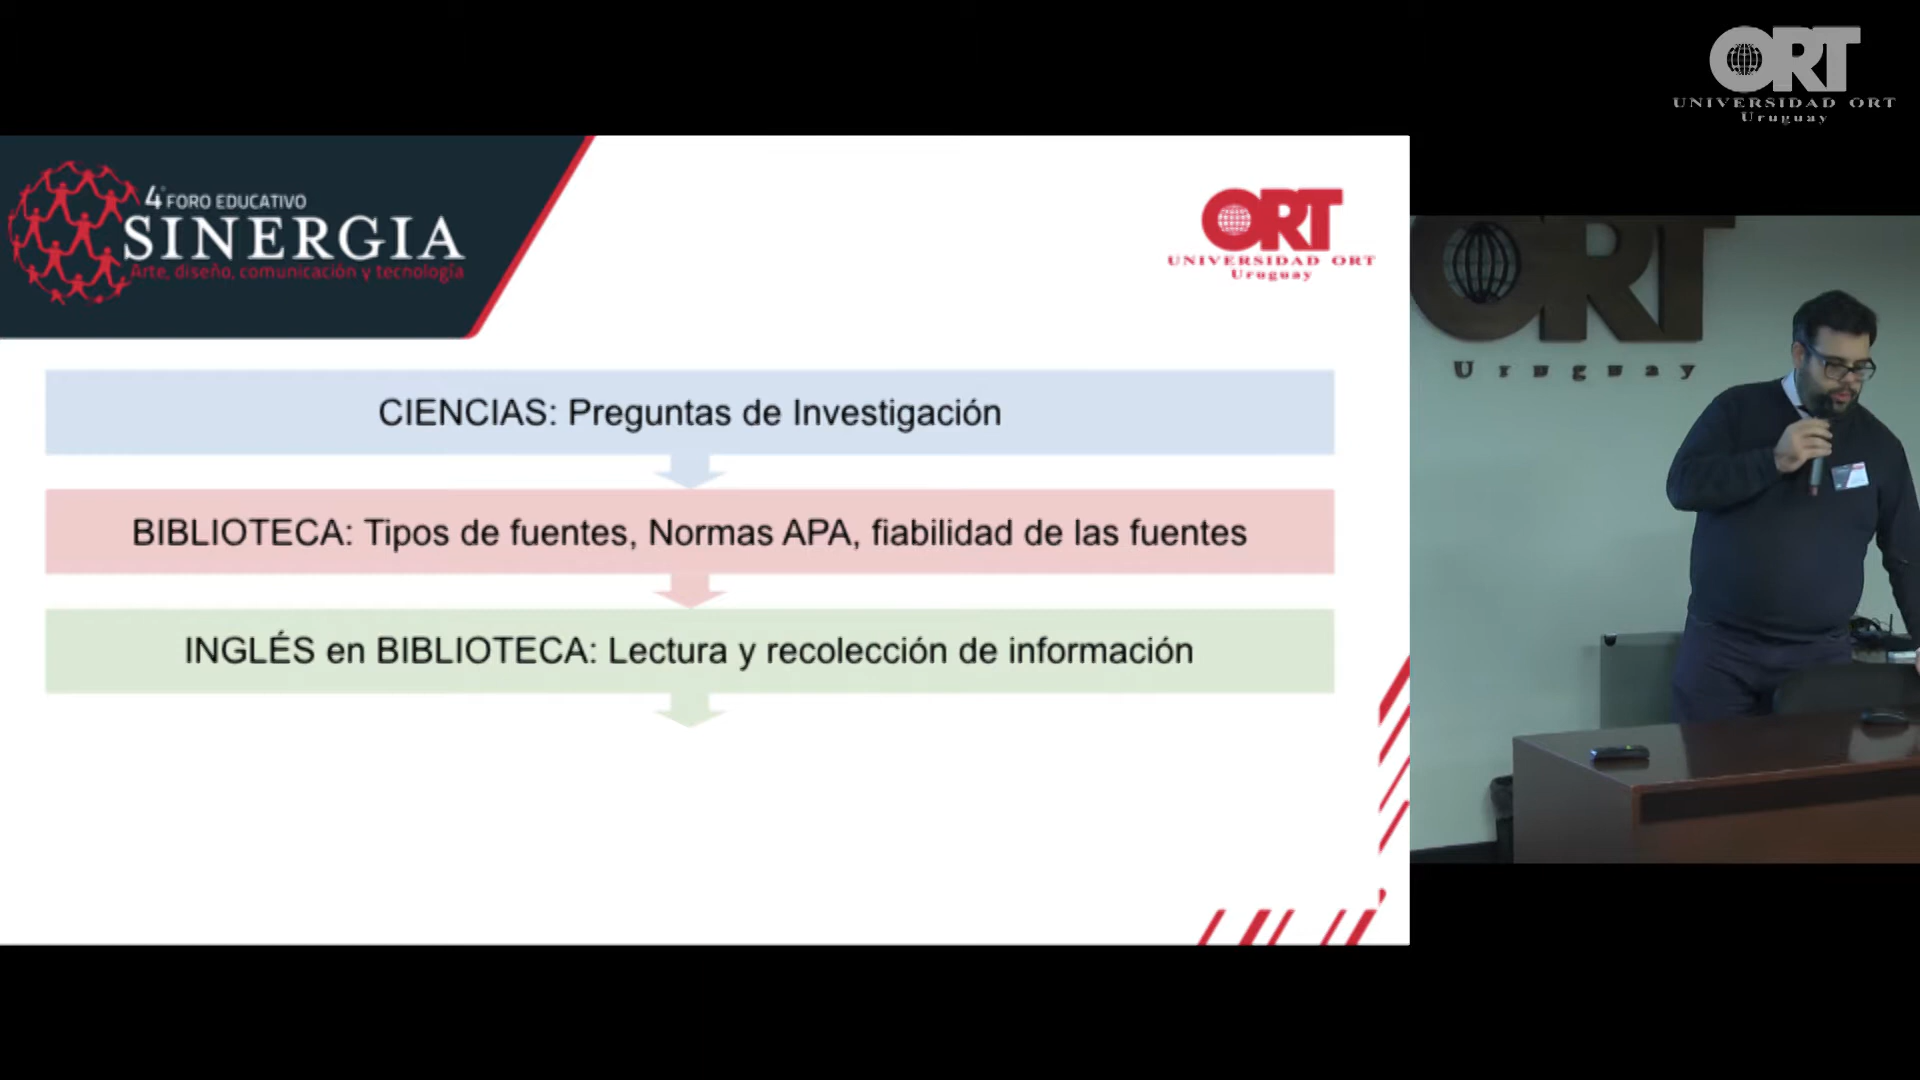 ORT
UNIVERSIDAD ORT
Uruguay
4° FORO EDUCATIVO
SINERGIA
Arte, diseño, comunicación y tecnología
ORT
UNIVERSIDAD ORT
Uruguay
CIENCIAS: Preguntas de Investigación
BIBLIOTECA: Tipos de fuentes, Normas APA, fiabilidad de las fuentes
INGLÉS en BIBLIOTECA: Lectura y recolección de información
ORT
Uruguay